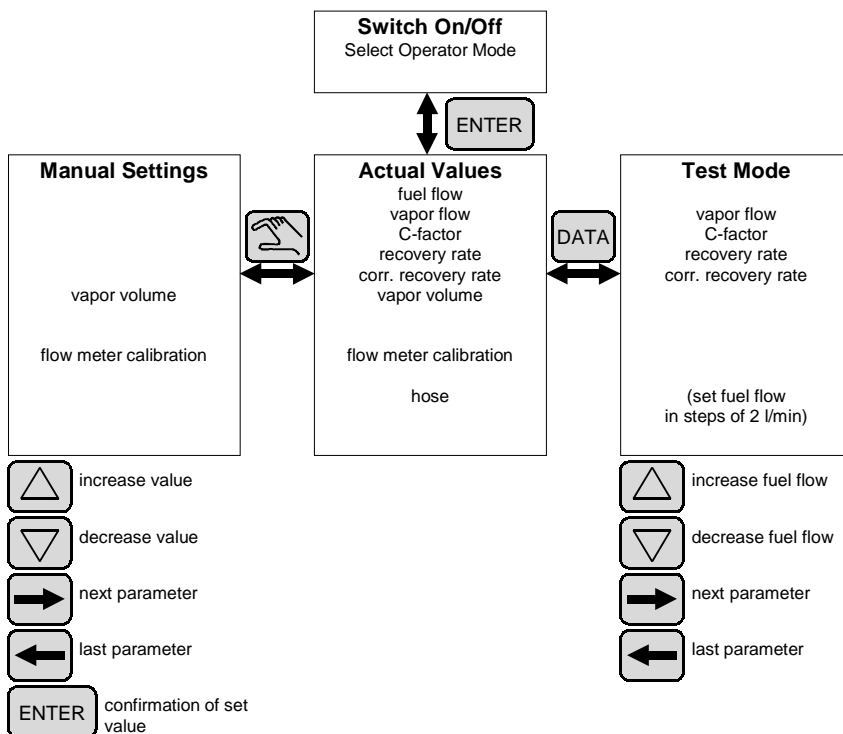 Switch On/Off
Select Operator Mode
ENTER
Manual Settings
vapor volume
flow meter calibration
Actual Values
fuel flow
vapor flow
C-factor
recovery rate
corr. recovery rate
vapor volume
flow meter calibration
hose
DATA
Test Mode
vapor flow
C-factor
recovery rate
corr. recovery rate
(set fuel flow
in steps of 2 l/min)
increase value
decrease value
next parameter
last parameter
ENTER
confirmation of set
value
increase fuel flow
decrease fuel flow
next parameter
last parameter